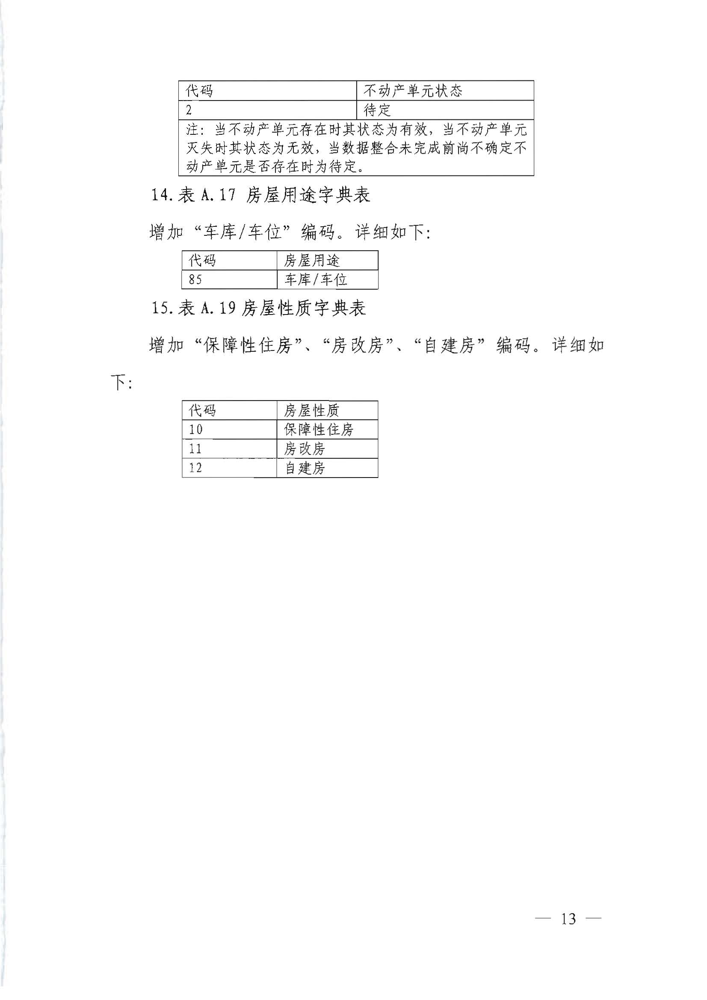 代码 不动产单元状态
2 待定
注：当不动产单元存在时其状态为有效，当不动产单元
灭失时其状态为无效，当数据整合未完成前尚不确定不
动产单元是否存在时为待定。
14.表 A.17 房屋用途字典表
增加“车库/车位”编码。详细如下：
代码 房屋用途
85 车库/车位
15.表 A.19 房屋性质字典表
增加“保障性住房”、“房改房”、“自建房”编码。详细如
下：
代码 房屋性质
10 保障性住房
11 房改房
12 自建房
— 13 —